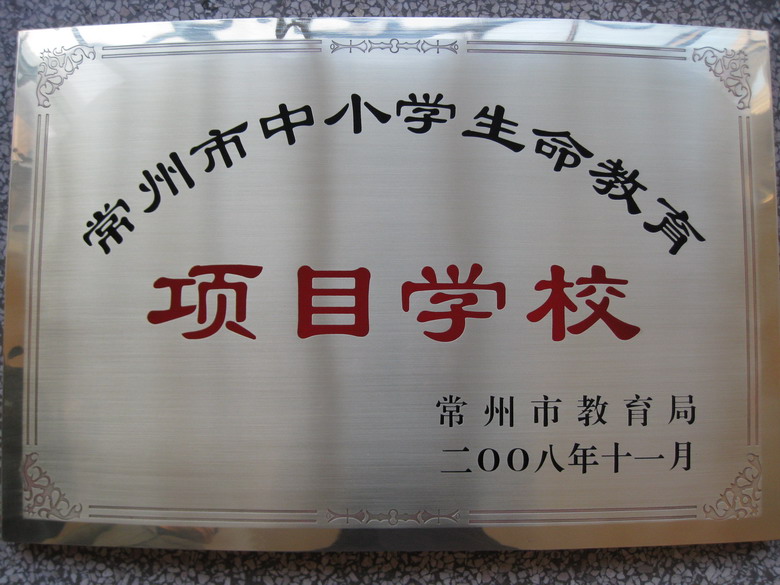 常州市中小学生命教育
项目学校
常州市教育局
二〇〇八年十一月